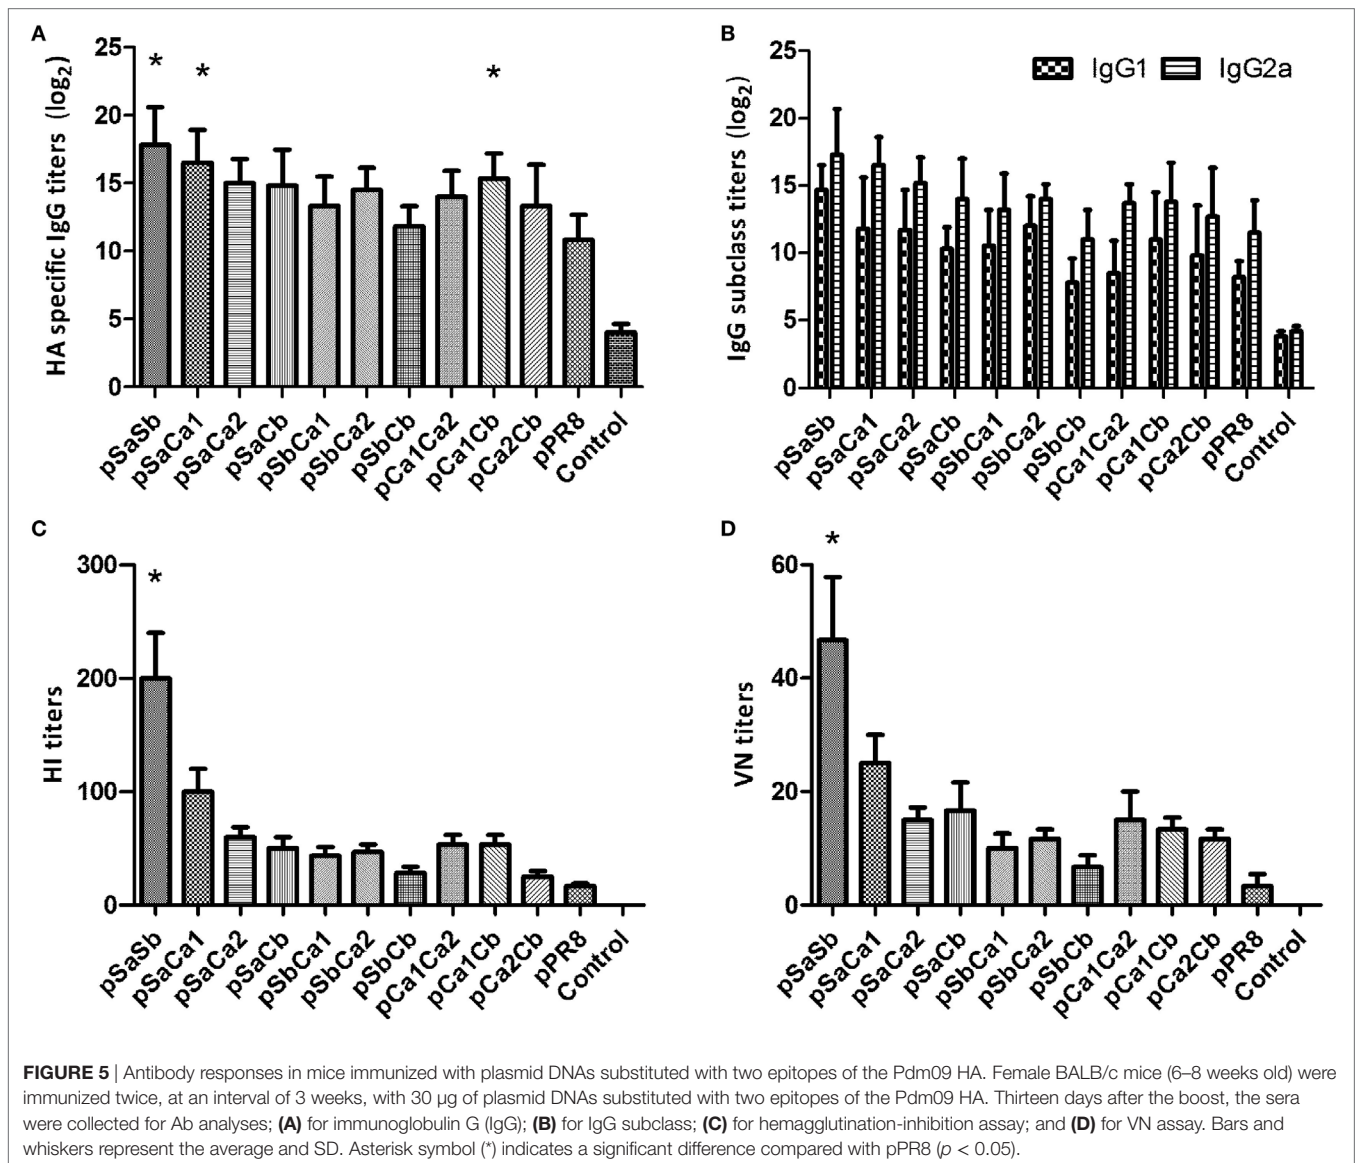 A
HA specific IgG titers (log2)
25
20
15
10
5
0
*
*
*
pSaSb
pSaCa1
pSaCa2
pSaCb
pSbCa1
pSbCa2
pSbCb
pCa1Ca2
pCa1Cb
pCa2Cb
pPR8
Control
B
IgG subclass titers (log2)
25
20
15
10
5
0
IgG1
IgG2a
pSaSb
pSaCa1
pSaCa2
pSaCb
pSbCa1
pSbCa2
pSbCb
pCa1Ca2
pCa1Cb
pCa2Cb
pPR8
Control
C
HI titers
300
200
100
0
*
pSaSb
pSaCa1
pSaCa2
pSaCb
pSbCa1
pSbCa2
pSbCb
pCa1Ca2
pCa1Cb
pCa2Cb
pPR8
Control
D
VN titers
60
40
20
0
*
pSaSb
pSaCa1
pSaCa2
pSaCb
pSbCa1
pSbCa2
pSbCb
pCa1Ca2
pCa1Cb
pCa2Cb
pPR8
Control
FIGURE 5 | Antibody responses in mice immunized with plasmid DNAs substituted with two epitopes of the Pdm09 HA. Female BALB/c mice (6–8 weeks old) were
immunized twice, at an interval of 3 weeks, with 30 µg of plasmid DNAs substituted with two epitopes of the Pdm09 HA. Thirteen days after the boost, the sera
were collected for Ab analyses; (A) for immunoglobulin G (IgG); (B) for IgG subclass; (C) for hemagglutination-inhibition assay; and (D) for VN assay. Bars and
whiskers represent the average and SD. Asterisk symbol (*) indicates a significant difference compared with pPR8 (p < 0.05).